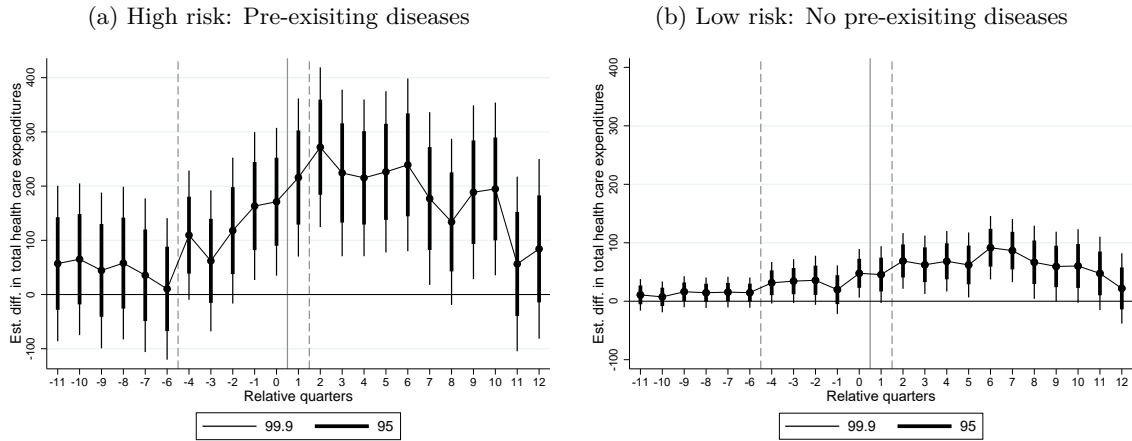 (a) High risk: Pre-exisiting diseases
Est. diff. in total health care expenditures
400
300
200
100
0
-100
-11 -10 -9 -8 -7 -6 -4 -3 -2 -1 0 1 2 3 4 5 6 7 8 9 10 11 12
Relative quarters
99.9 95
(b) Low risk: No pre-exisiting diseases
Est. diff. in total health care expenditures
400
300
200
100
0
-100
-11 -10 -9 -8 -7 -6 -4 -3 -2 -1 0 1 2 3 4 5 6 7 8 9 10 11 12
Relative quarters
99.9 95